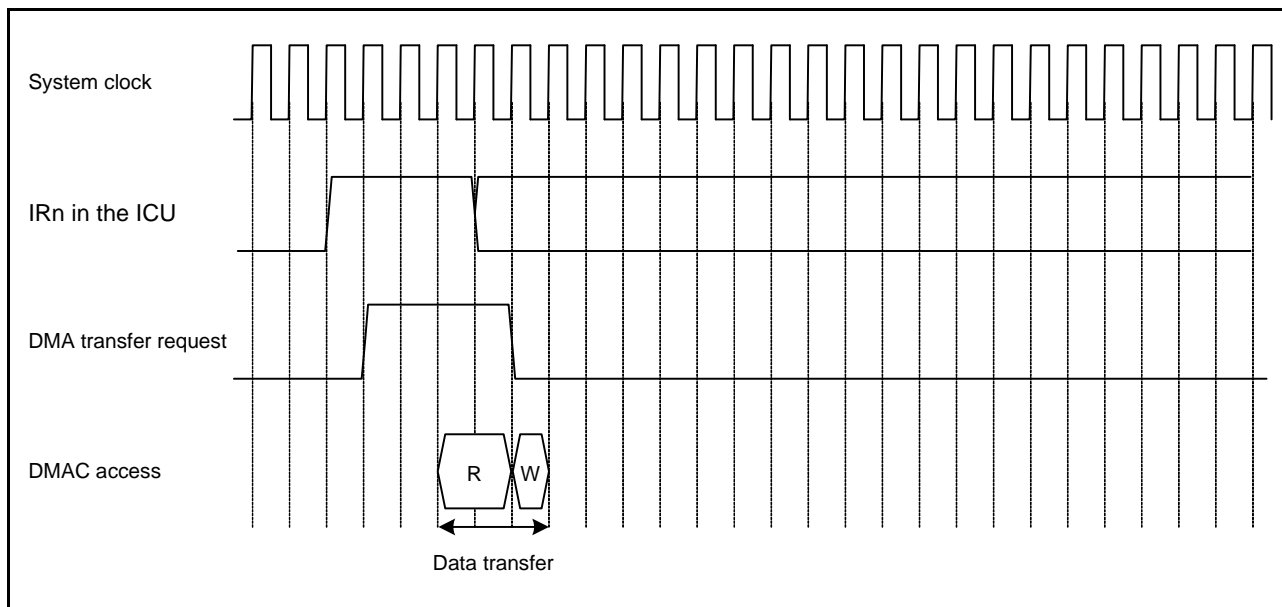 System clock
IRn in the ICU
DMA transfer request
DMAC access
R
W
Data transfer